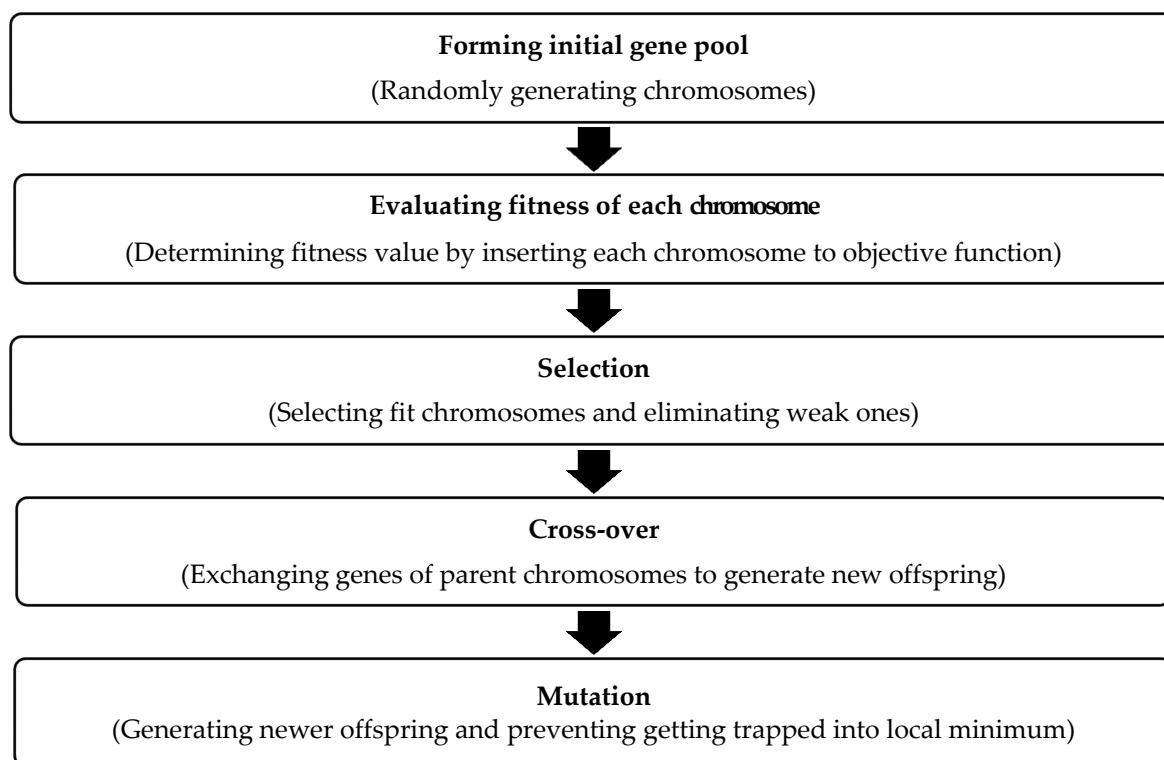 Forming initial gene pool
(Randomly generating chromosomes)
Evaluating fitness of each chromosome
(Determining fitness value by inserting each chromosome to objective function)
Selection
(Selecting fit chromosomes and eliminating weak ones)
Cross-over
(Exchanging genes of parent chromosomes to generate new offspring)
Mutation
(Generating newer offspring and preventing getting trapped into local minimum)